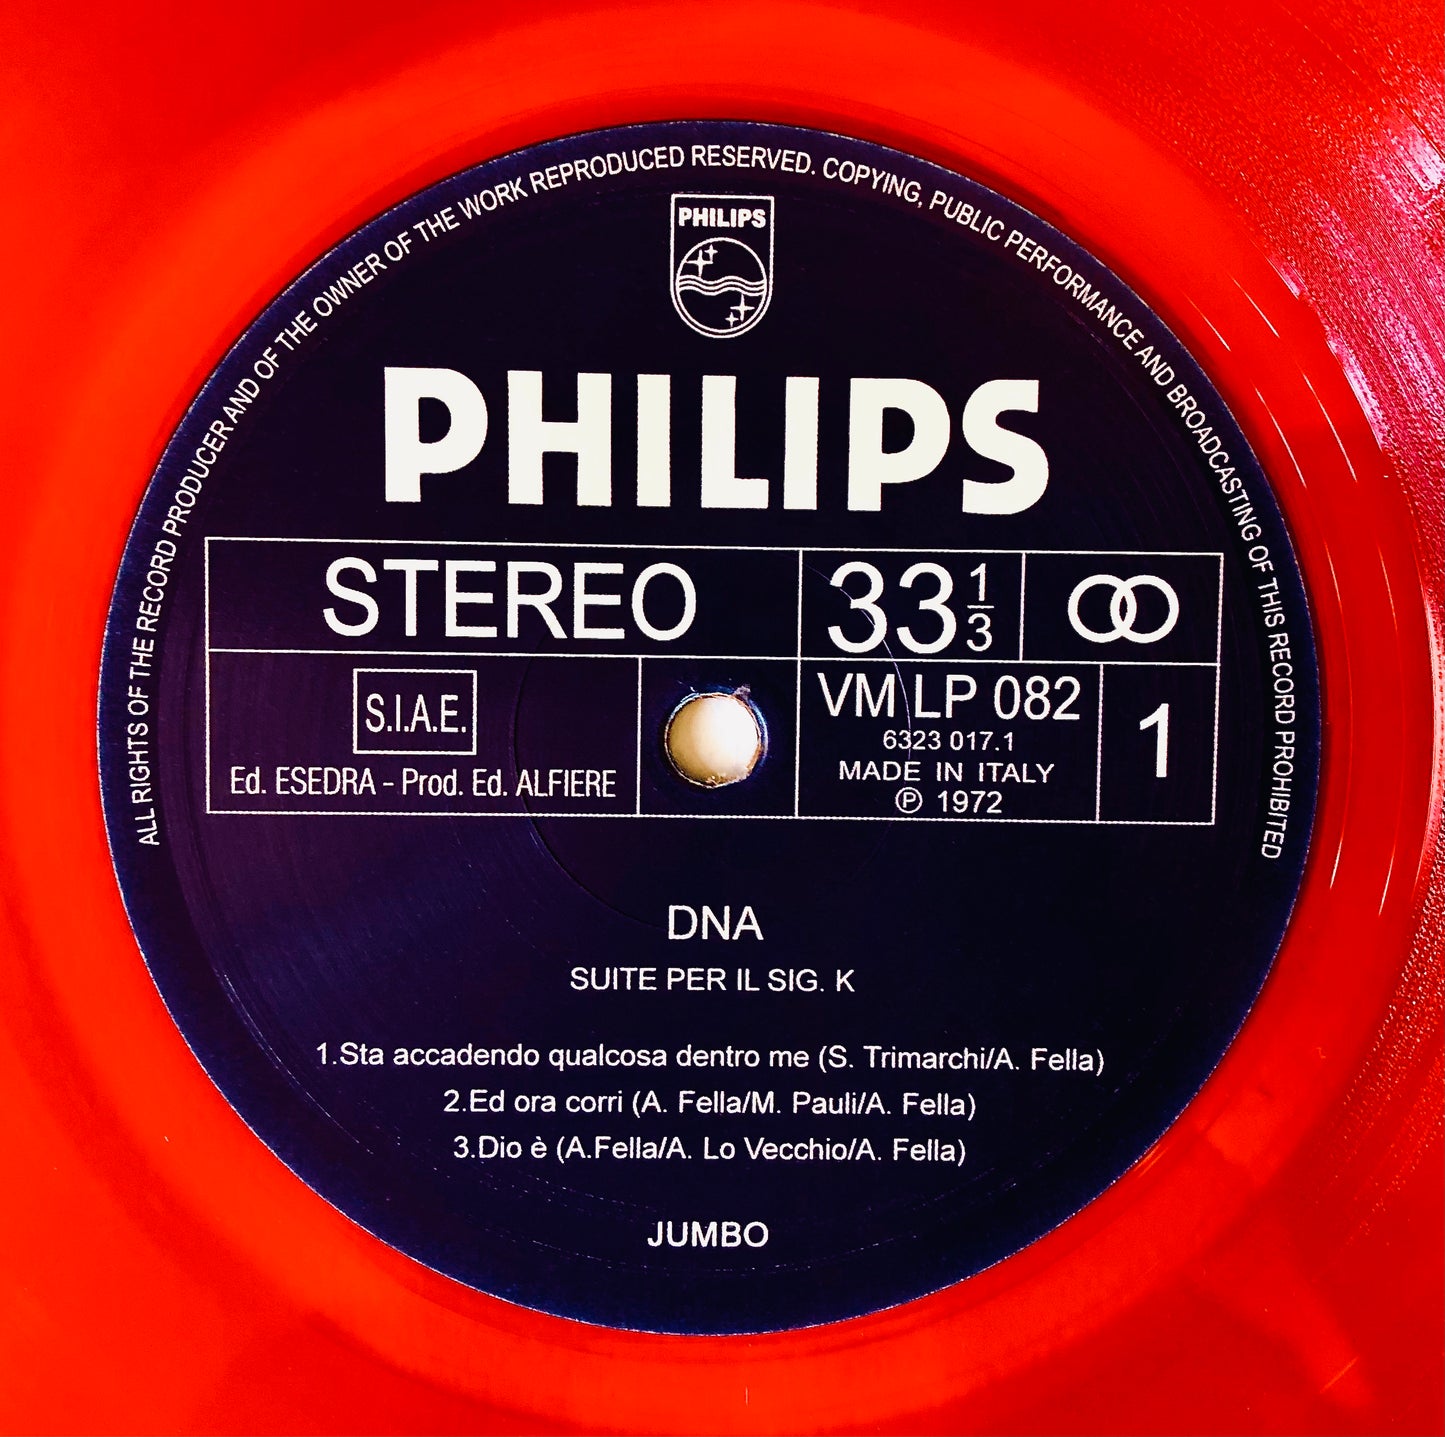 ALL RIGHTS OF THE RECORD PRODUCER AND OF THE OWNER OF THE WORK REPRODUCED RESERVED. COPYING, PUBLIC PERFORMANCE AND BROADCASTING OF THIS RECORD PROHIBITED
PHILIPS
PHILIPS
STEREO
33 1/3
S.I.A.E.
Ed. ESEDRA - Prod. Ed. ALFIERE
VM LP 082
6323 017.1
MADE IN ITALY
℗ 1972
1
DNA
SUITE PER IL SIG. K
1.Sta accadendo qualcosa dentro me (S. Trimarchi/A. Fella)
2.Ed ora corri (A. Fella/M. Pauli/A. Fella)
3.Dio è (A.Fella/A. Lo Vecchio/A. Fella)
JUMBO